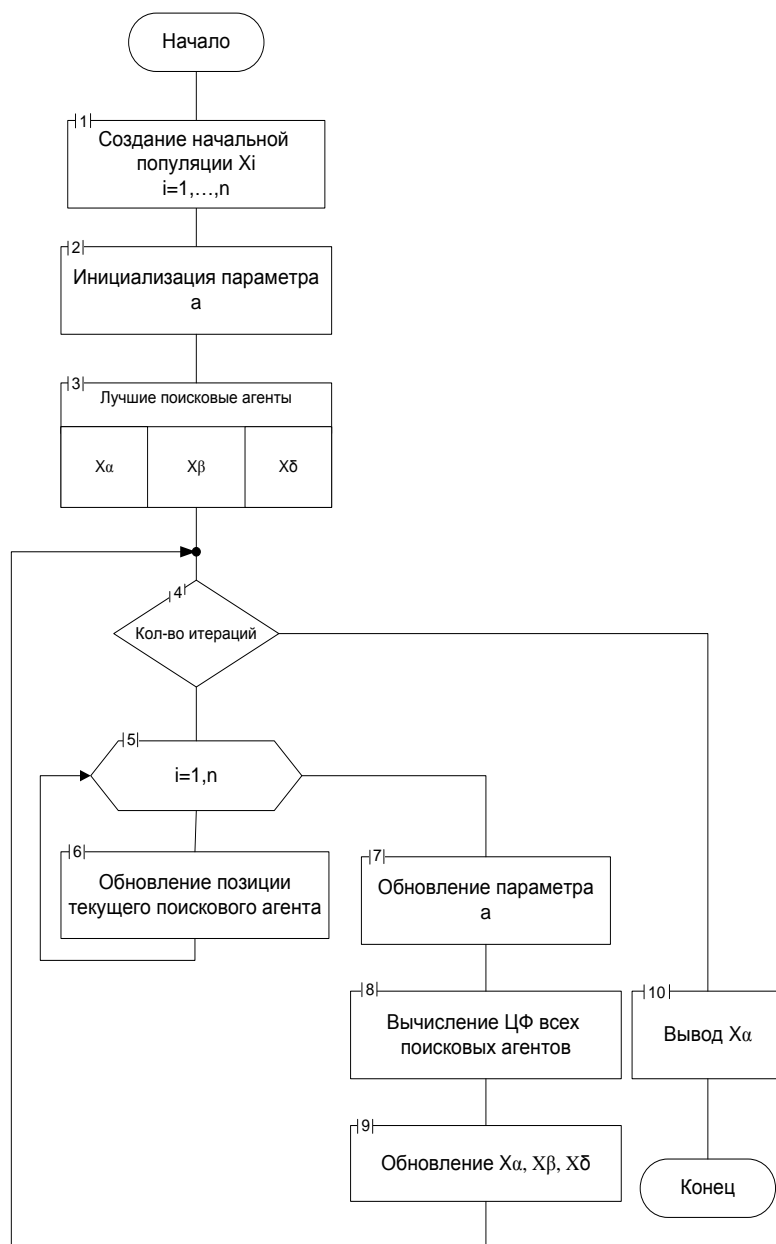 Начало
1
Создание начальной
популяции Xi
i=1,…,n
2
Инициализация параметра
а
3
Лучшие поисковые агенты
Xα
Xβ
Xδ
4
Кол-во итераций
5
i=1,n
6
Обновление позиции
текущего поискового агента
7
Обновление параметра
а
8
Вычисление ЦФ всех
поисковых агентов
9
Обновление Xα, Xβ, Xδ
10
Вывод Xα
Конец